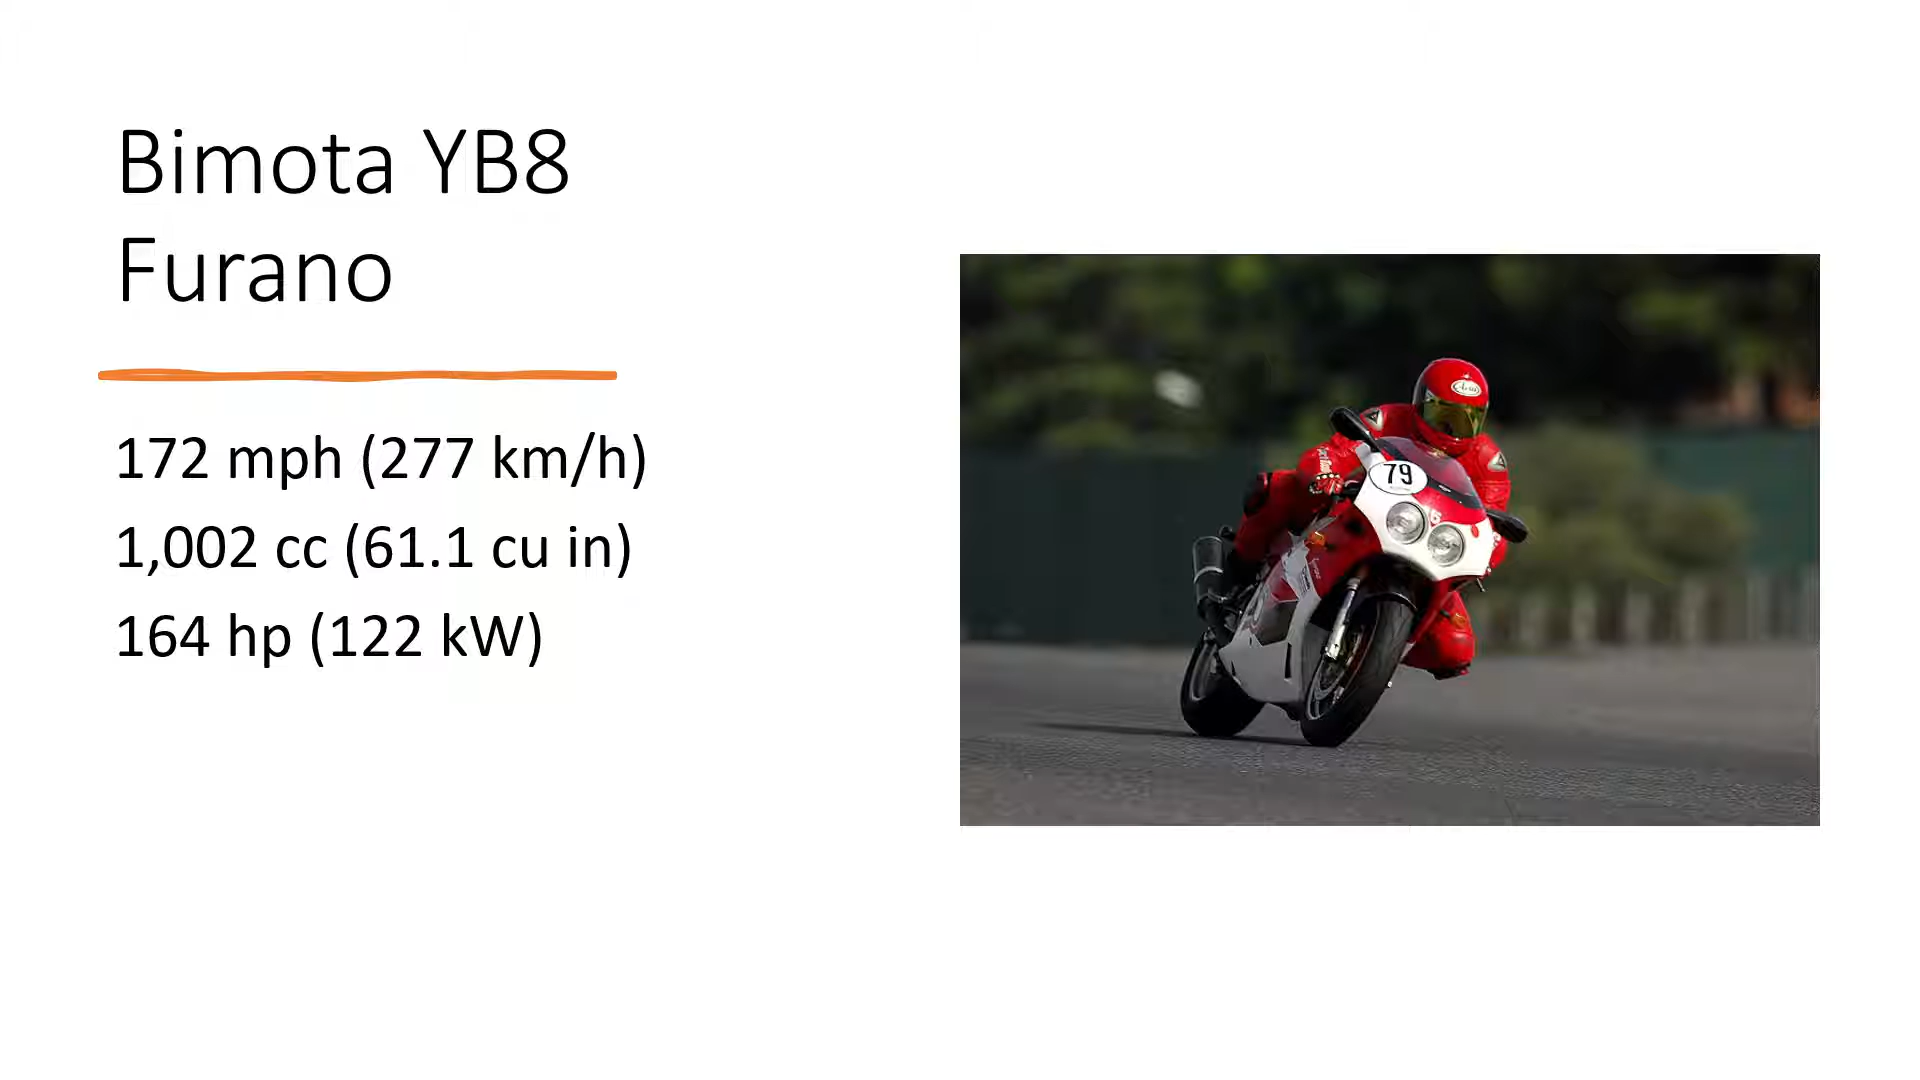 Bimota YB8
Furano
172 mph (277 km/h)
1,002 cc (61.1 cu in)
164 hp (122 kW)
Arai
79